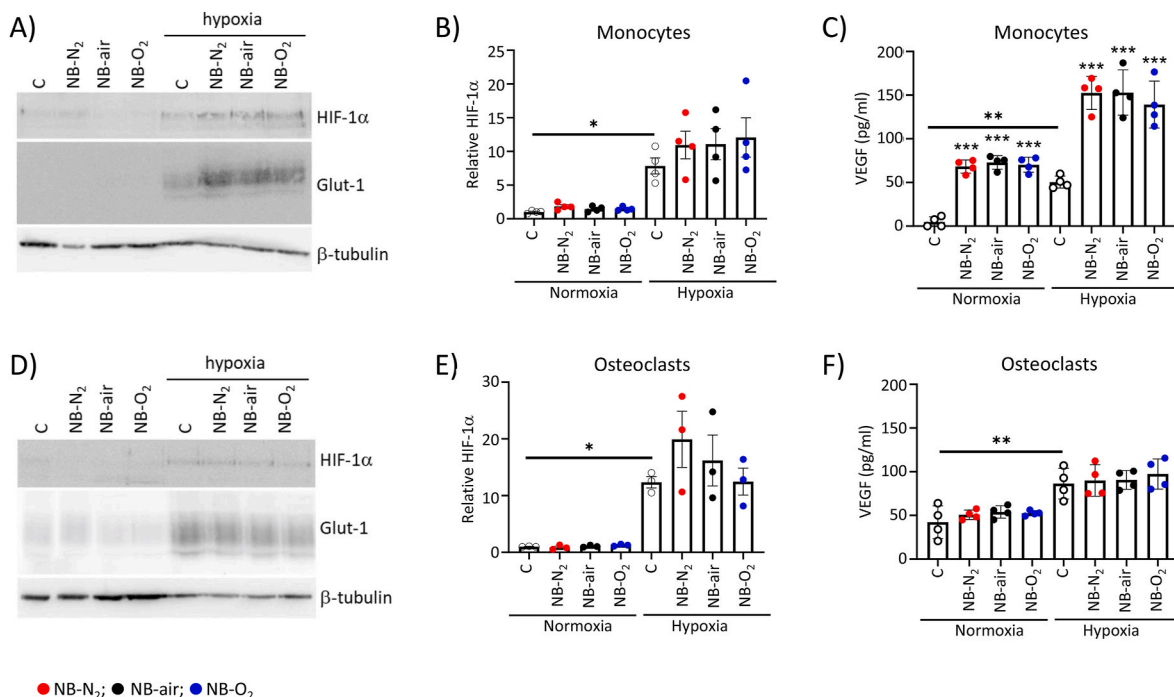 A)
hypoxia
C NB-N₂ NB-air NB-O₂ C NB-N₂ NB-air NB-O₂
HIF-1α
Glut-1
β-tubulin
B)
Monocytes
Relative HIF-1α
25
20
15
10
5
0
*
C NB-N₂ NB-air NB-O₂ C NB-N₂ NB-air NB-O₂
Normoxia Hypoxia
C)
Monocytes
VEGF (pg/ml)
200
150
100
50
0
*** *** ***
**
*** *** ***
C NB-N₂ NB-air NB-O₂ C NB-N₂ NB-air NB-O₂
Normoxia Hypoxia
D)
hypoxia
C NB-N₂ NB-air NB-O₂ C NB-N₂ NB-air NB-O₂
HIF-1α
Glut-1
β-tubulin
E)
Osteoclasts
Relative HIF-1α
30
20
10
0
*
C NB-N₂ NB-air NB-O₂ C NB-N₂ NB-air NB-O₂
Normoxia Hypoxia
F)
Osteoclasts
VEGF (pg/ml)
200
150
100
50
0
**
C NB-N₂ NB-air NB-O₂ C NB-N₂ NB-air NB-O₂
Normoxia Hypoxia
NB-N₂; NB-air; NB-O₂